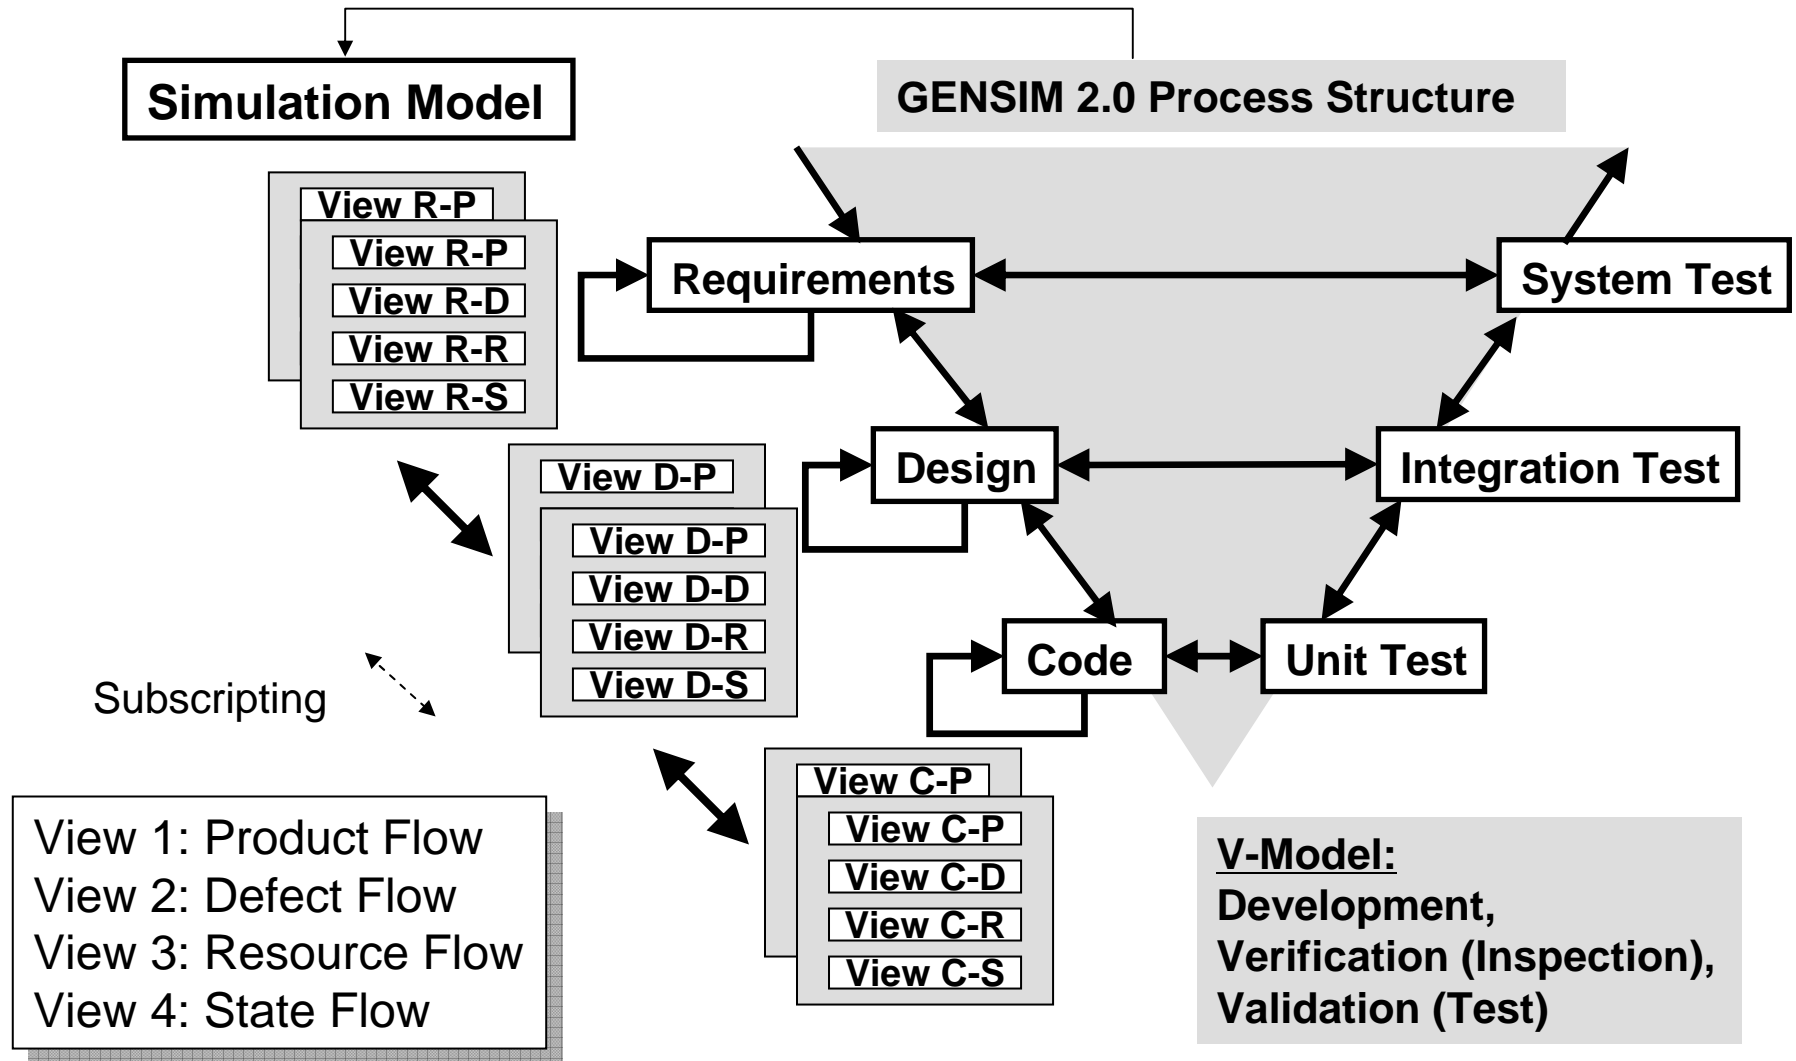 Simulation Model
GENSIM 2.0 Process Structure
View R-P
View R-P
View R-D
View R-R
View R-S
Requirements
System Test
View D-P
View D-P
View D-D
View D-R
View D-S
Design
Integration Test
Code
Unit Test
Subscripting
View C-P
View C-P
View C-D
View C-R
View C-S
View 1: Product Flow
View 2: Defect Flow
View 3: Resource Flow
View 4: State Flow
V-Model:
Development,
Verification (Inspection),
Validation (Test)